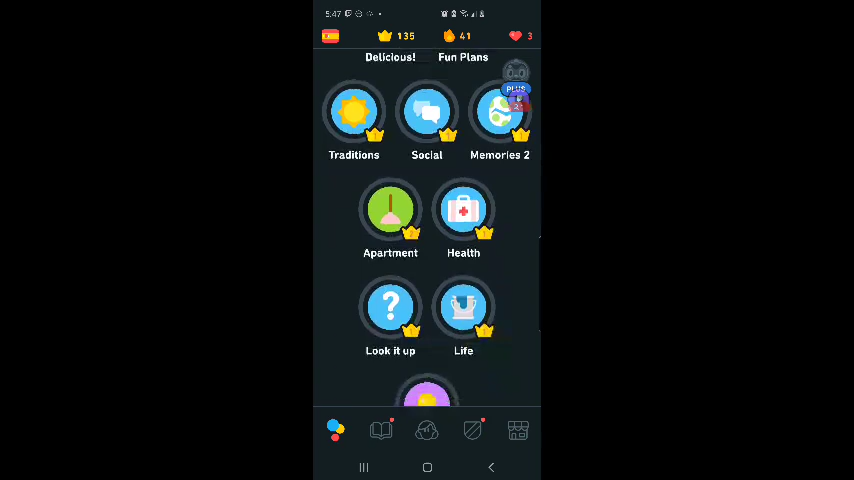 5:47
135
41
3
Delicious! Fun Plans
PLUS
Traditions Social Memories 2
Apartment Health
Look it up Life